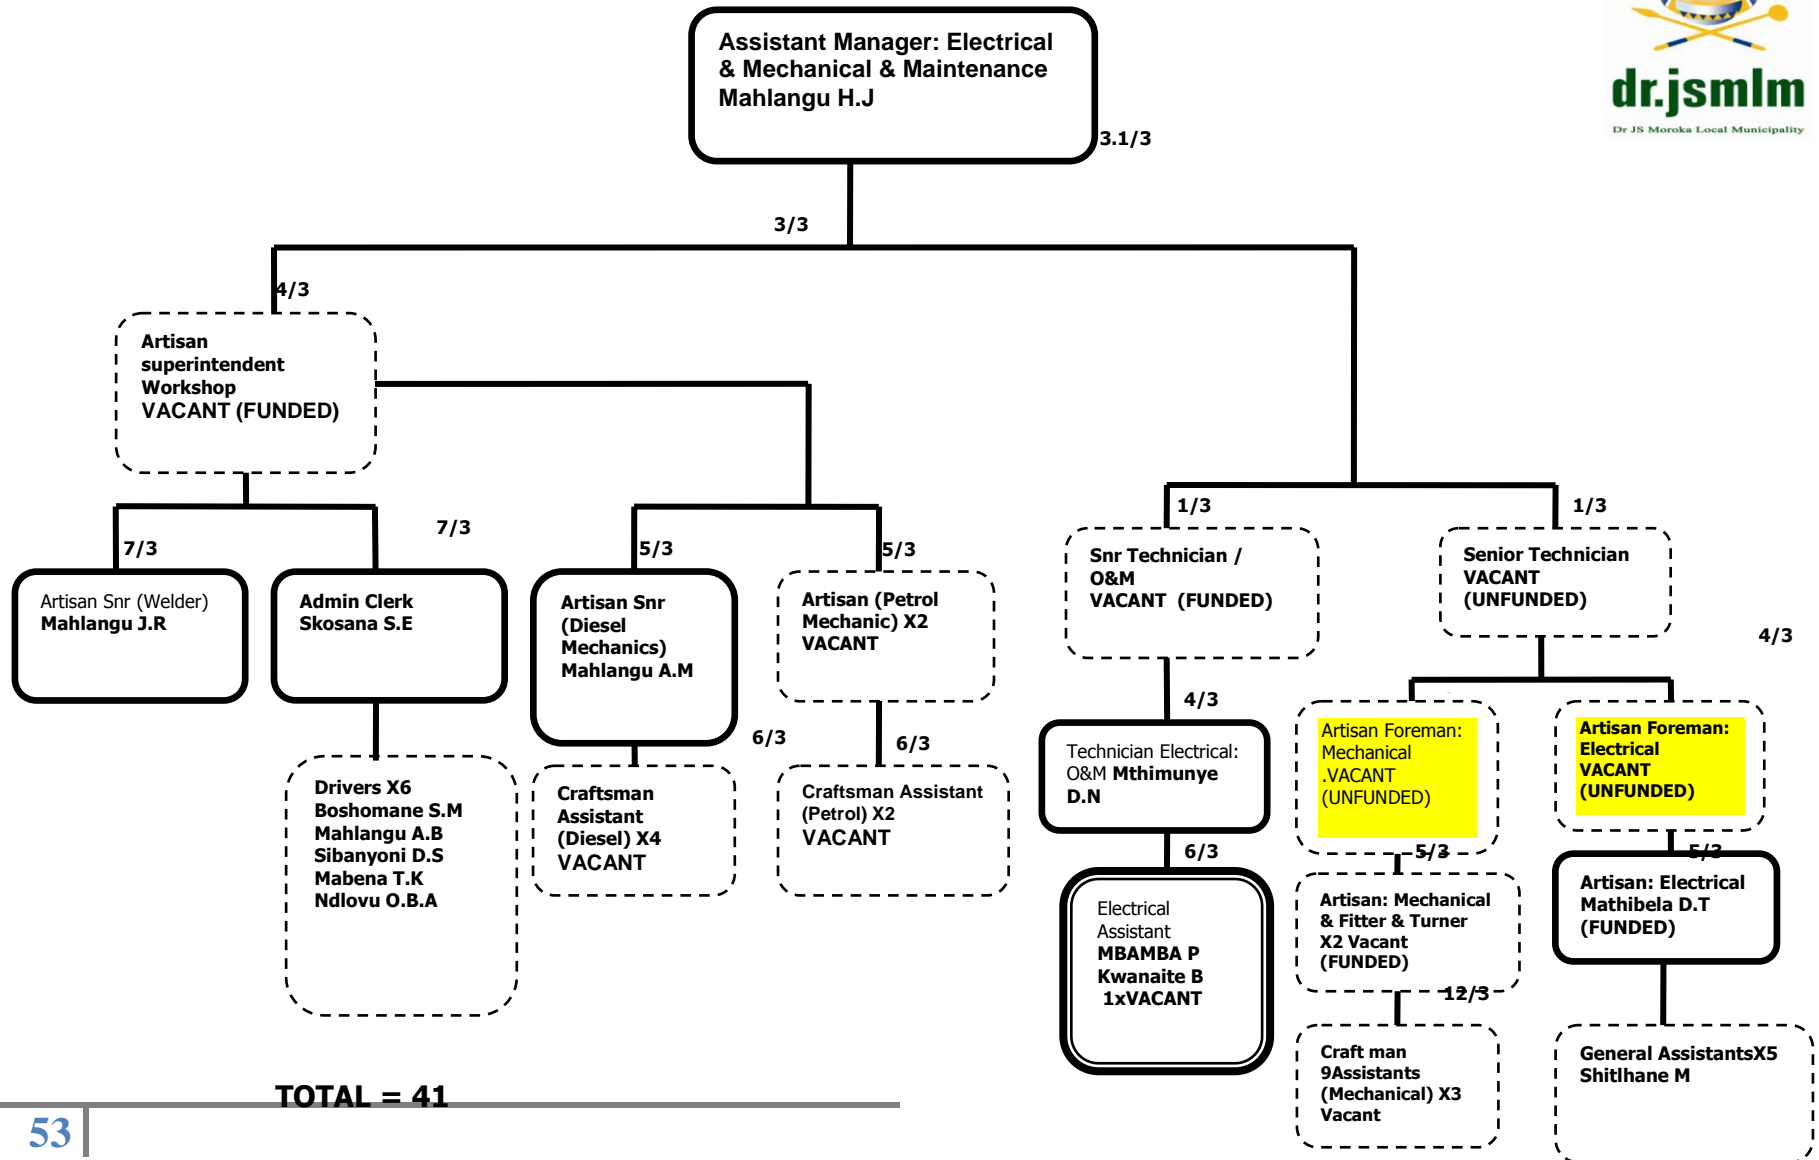 Assistant Manager: Electrical
& Mechanical & Maintenance
Mahlangu H.J
dr.jsmlm
Dr JS Moroka Local Municipality
3.1/3
3/3
4/3
Artisan
superintendent
Workshop
VACANT (FUNDED)
7/3
7/3
5/3
5/3
1/3
1/3
Artisan Snr (Welder)
Mahlangu J.R
Admin Clerk
Skosana S.E
Artisan Snr
(Diesel
Mechanics)
Mahlangu A.M
Artisan (Petrol
Mechanic) X2
VACANT
Snr Technician /
O&M
VACANT (FUNDED)
Senior Technician
VACANT
(UNFUNDED)
4/3
4/3
6/3
6/3
Drivers X6
Boshomane S.M
Mahlangu A.B
Sibanyoni D.S
Mabena T.K
Ndlovu O.B.A
Craftsman
Assistant
(Diesel) X4
VACANT
Craftsman Assistant
(Petrol) X2
VACANT
Technician Electrical:
O&M Mthimunye
D.N
Artisan Foreman:
Mechanical
.VACANT
(UNFUNDED)
Artisan Foreman:
Electrical
VACANT
(UNFUNDED)
6/3
5/3
5/3
Electrical
Assistant
MBAMBA P
Kwanaite B
1xVACANT
Artisan: Mechanical
& Fitter & Turner
X2 Vacant
(FUNDED)
Artisan: Electrical
Mathibela D.T
(FUNDED)
12/3
Craft man
9Assistants
(Mechanical) X3
Vacant
General AssistantsX5
Shitlhane M
TOTAL = 41
53